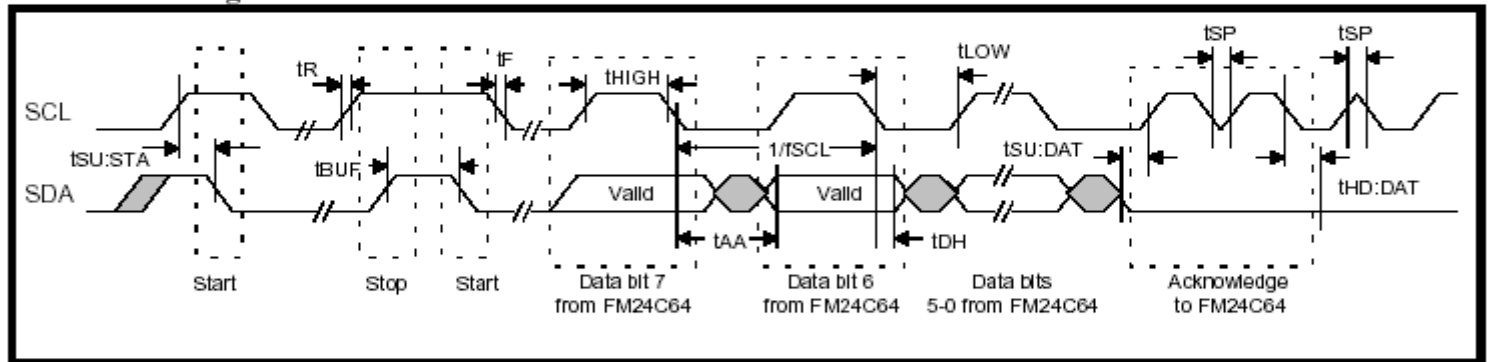 tSP
tSP
tR
tF
tHIGH
tLOW
SCL
tSU:STA
tBUF
1/fSCL
tSU:DAT
tHD:DAT
SDA
Valid
Valid
tAA
tDH
Start
Stop
Start
Data bit 7
from FM24C64
Data bit 6
from FM24C64
Data bits
5-0 from FM24C64
Acknowledge
to FM24C64